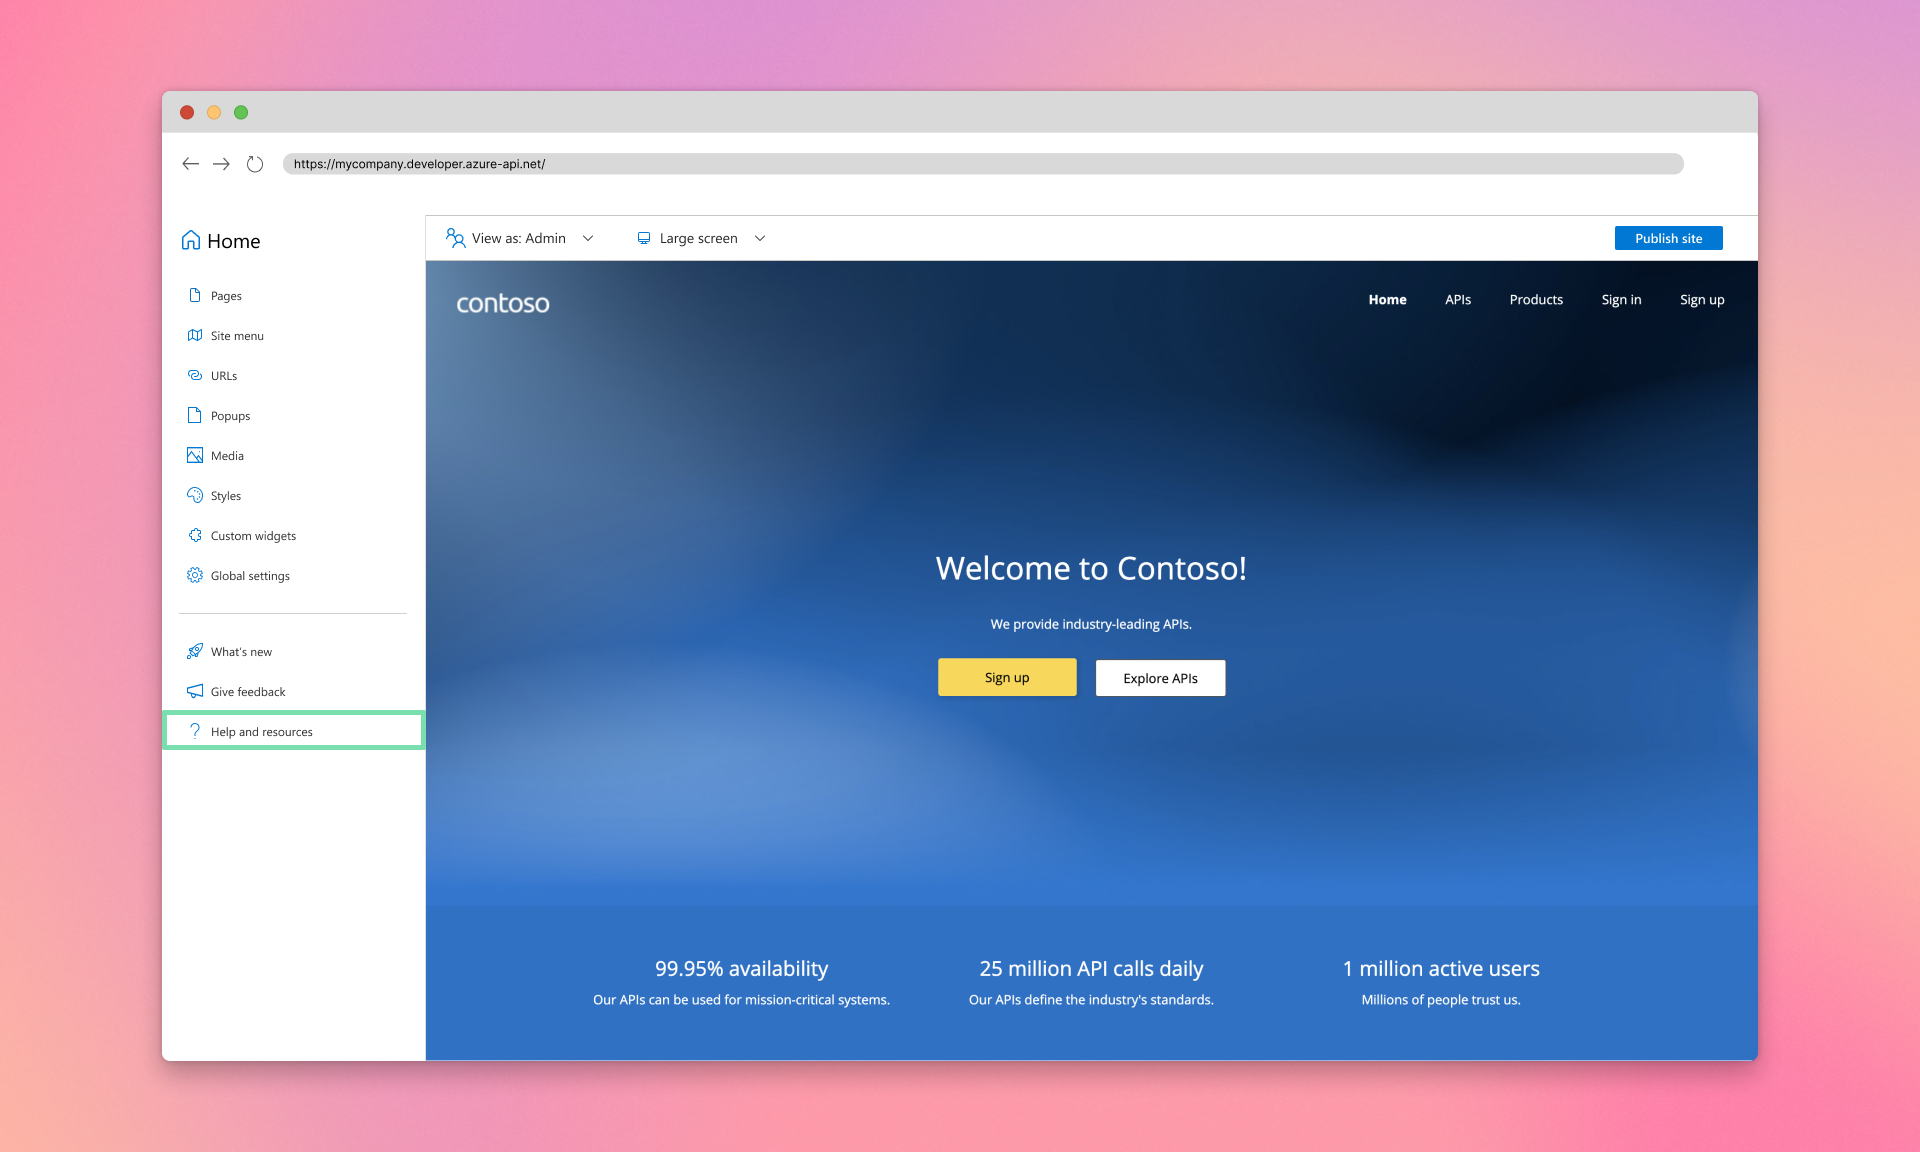 https://mycompany.developer.azure-api.net/
Home
Pages
Site menu
URLs
Popups
Media
Styles
Custom widgets
Global settings
What's new
Give feedback
Help and resources
View as: Admin
Large screen
Publish site
contoso
Home
APIs
Products
Sign in
Sign up
Welcome to Contoso!
We provide industry-leading APIs.
Sign up
Explore APIs
99.95% availability
Our APIs can be used for mission-critical systems.
25 million API calls daily
Our APIs define the industry's standards.
1 million active users
Millions of people trust us.